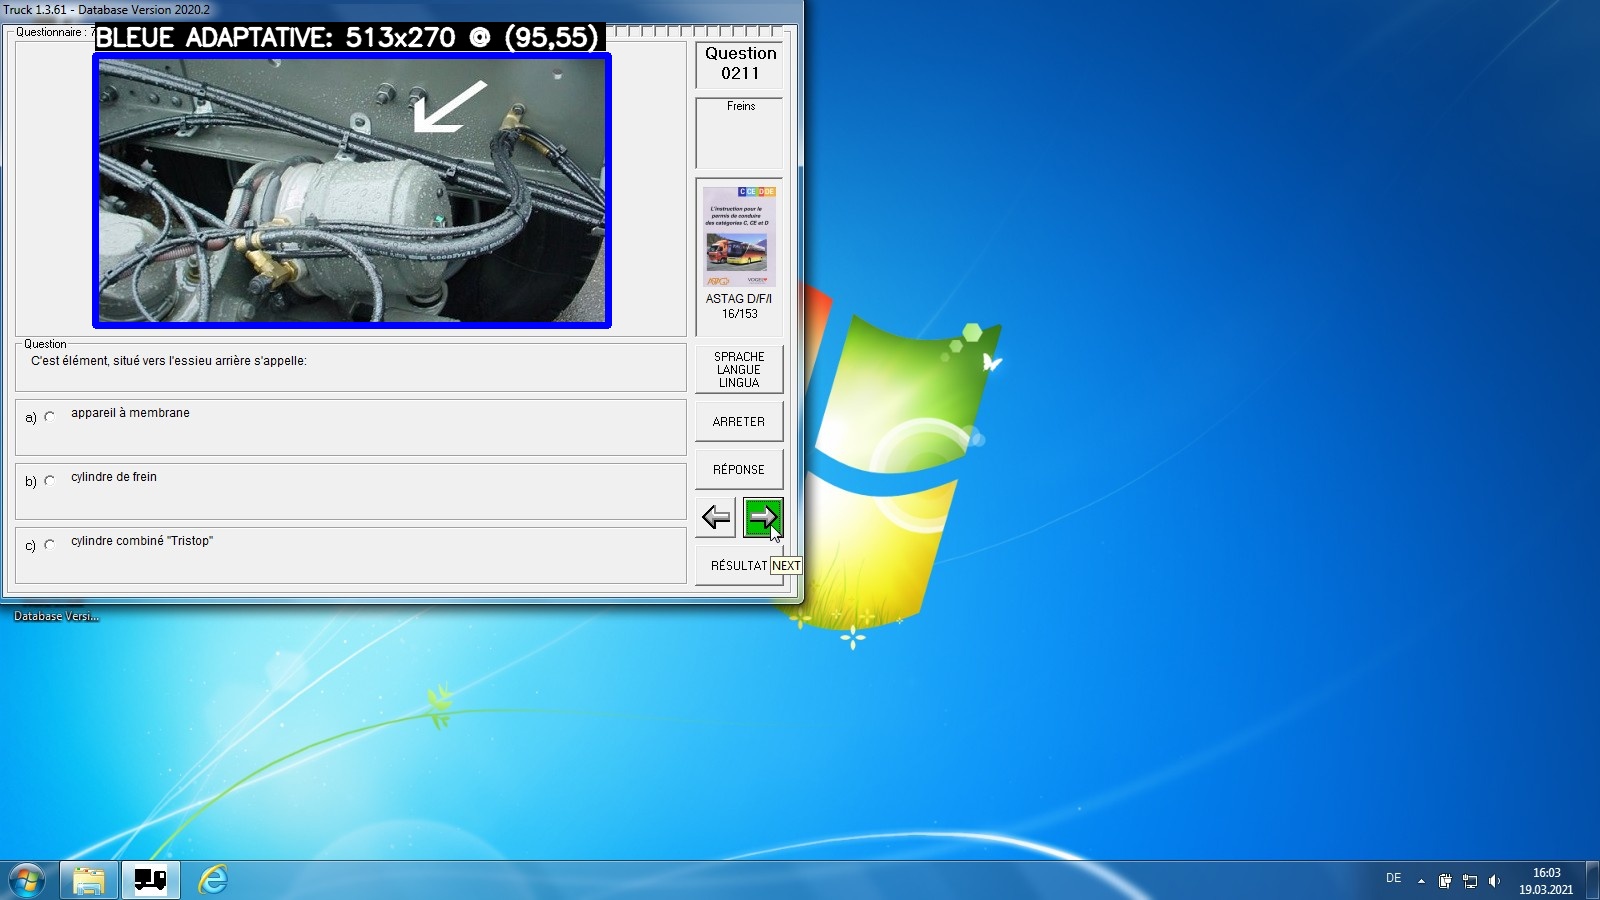 Truck 1.3.61 - Database Version 2020.2
Questionnaire : 7
BLEUE ADAPTATIVE: 513x270 @ (95,55)
Question
0211
Freins
C CE D DE
L'instruction pour le
permis de conduire
des catégories C, CE et D
ASTAG D/F/I
16/153
Question
C'est élément, situé vers l'essieu arrière s'appelle:
SPRACHE
LANGUE
LINGUA
a)
appareil à membrane
ARRETER
b)
cylindre de frein
RÉPONSE
c)
cylindre combiné "Tristop"
RÉSULTAT
NEXT
Database Versi...
DE
16:03
19.03.2021